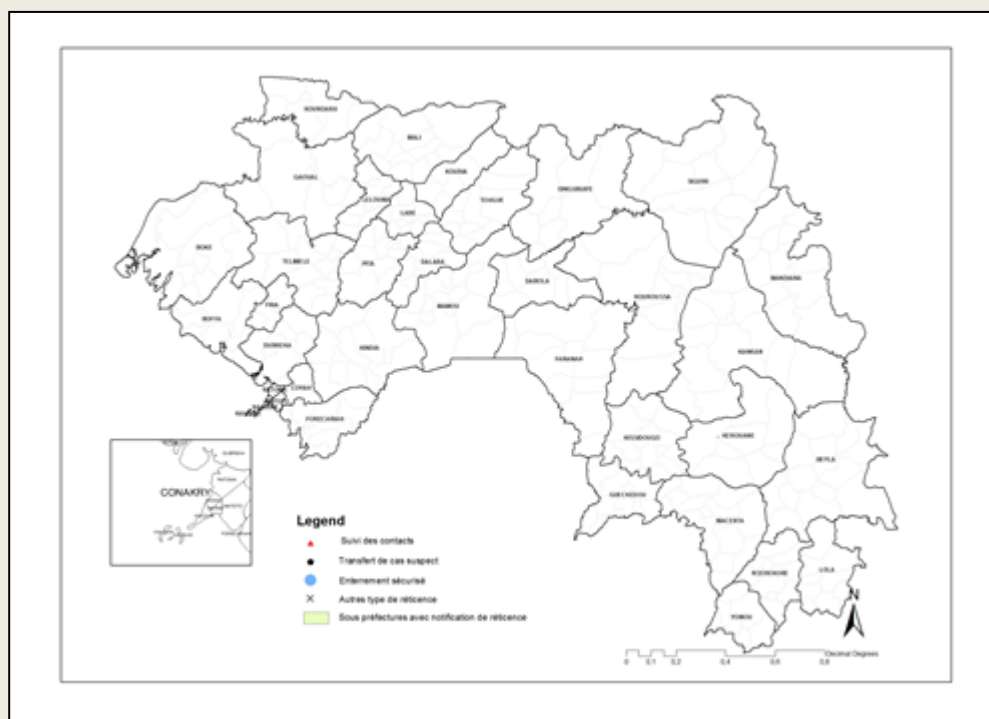 KOUNDARA
MALI
GAOUAL
KOUBIA
DINGUIRAYE
SIGUIRI
LELOUMA
TOUGUE
LABE
BOKE
TELIMELE
PITA
DALABA
MANDIANA
DABOLA
KOUROUSSA
FRIA
MAMOU
BOFFA
DUBREKA
KINDIA
FARANAH
KANKAN
COYAH
FORECARIAH
KISSIDOUGO
KEROUANE
BEYLA
GUECKEDOU
MACENTA
CONAKRY
Legend
Suivi des contacts
Transfert de cas suspect
Enterrement sécurisé
Autres type de réticence
Sous préfectures avec notification de réticence
NZEREKORE
LOLA
YOMOU
N
Decimal Degrees
0 0,1 0,2 0,4 0,6 0,8